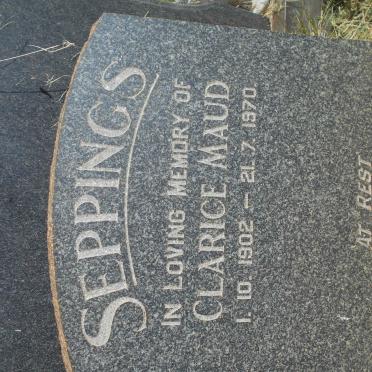 SEPPINGS
IN LOVING MEMORY OF
CLARICE MAUD
1. 10. 1902 — 21. 7. 1970.
AT REST